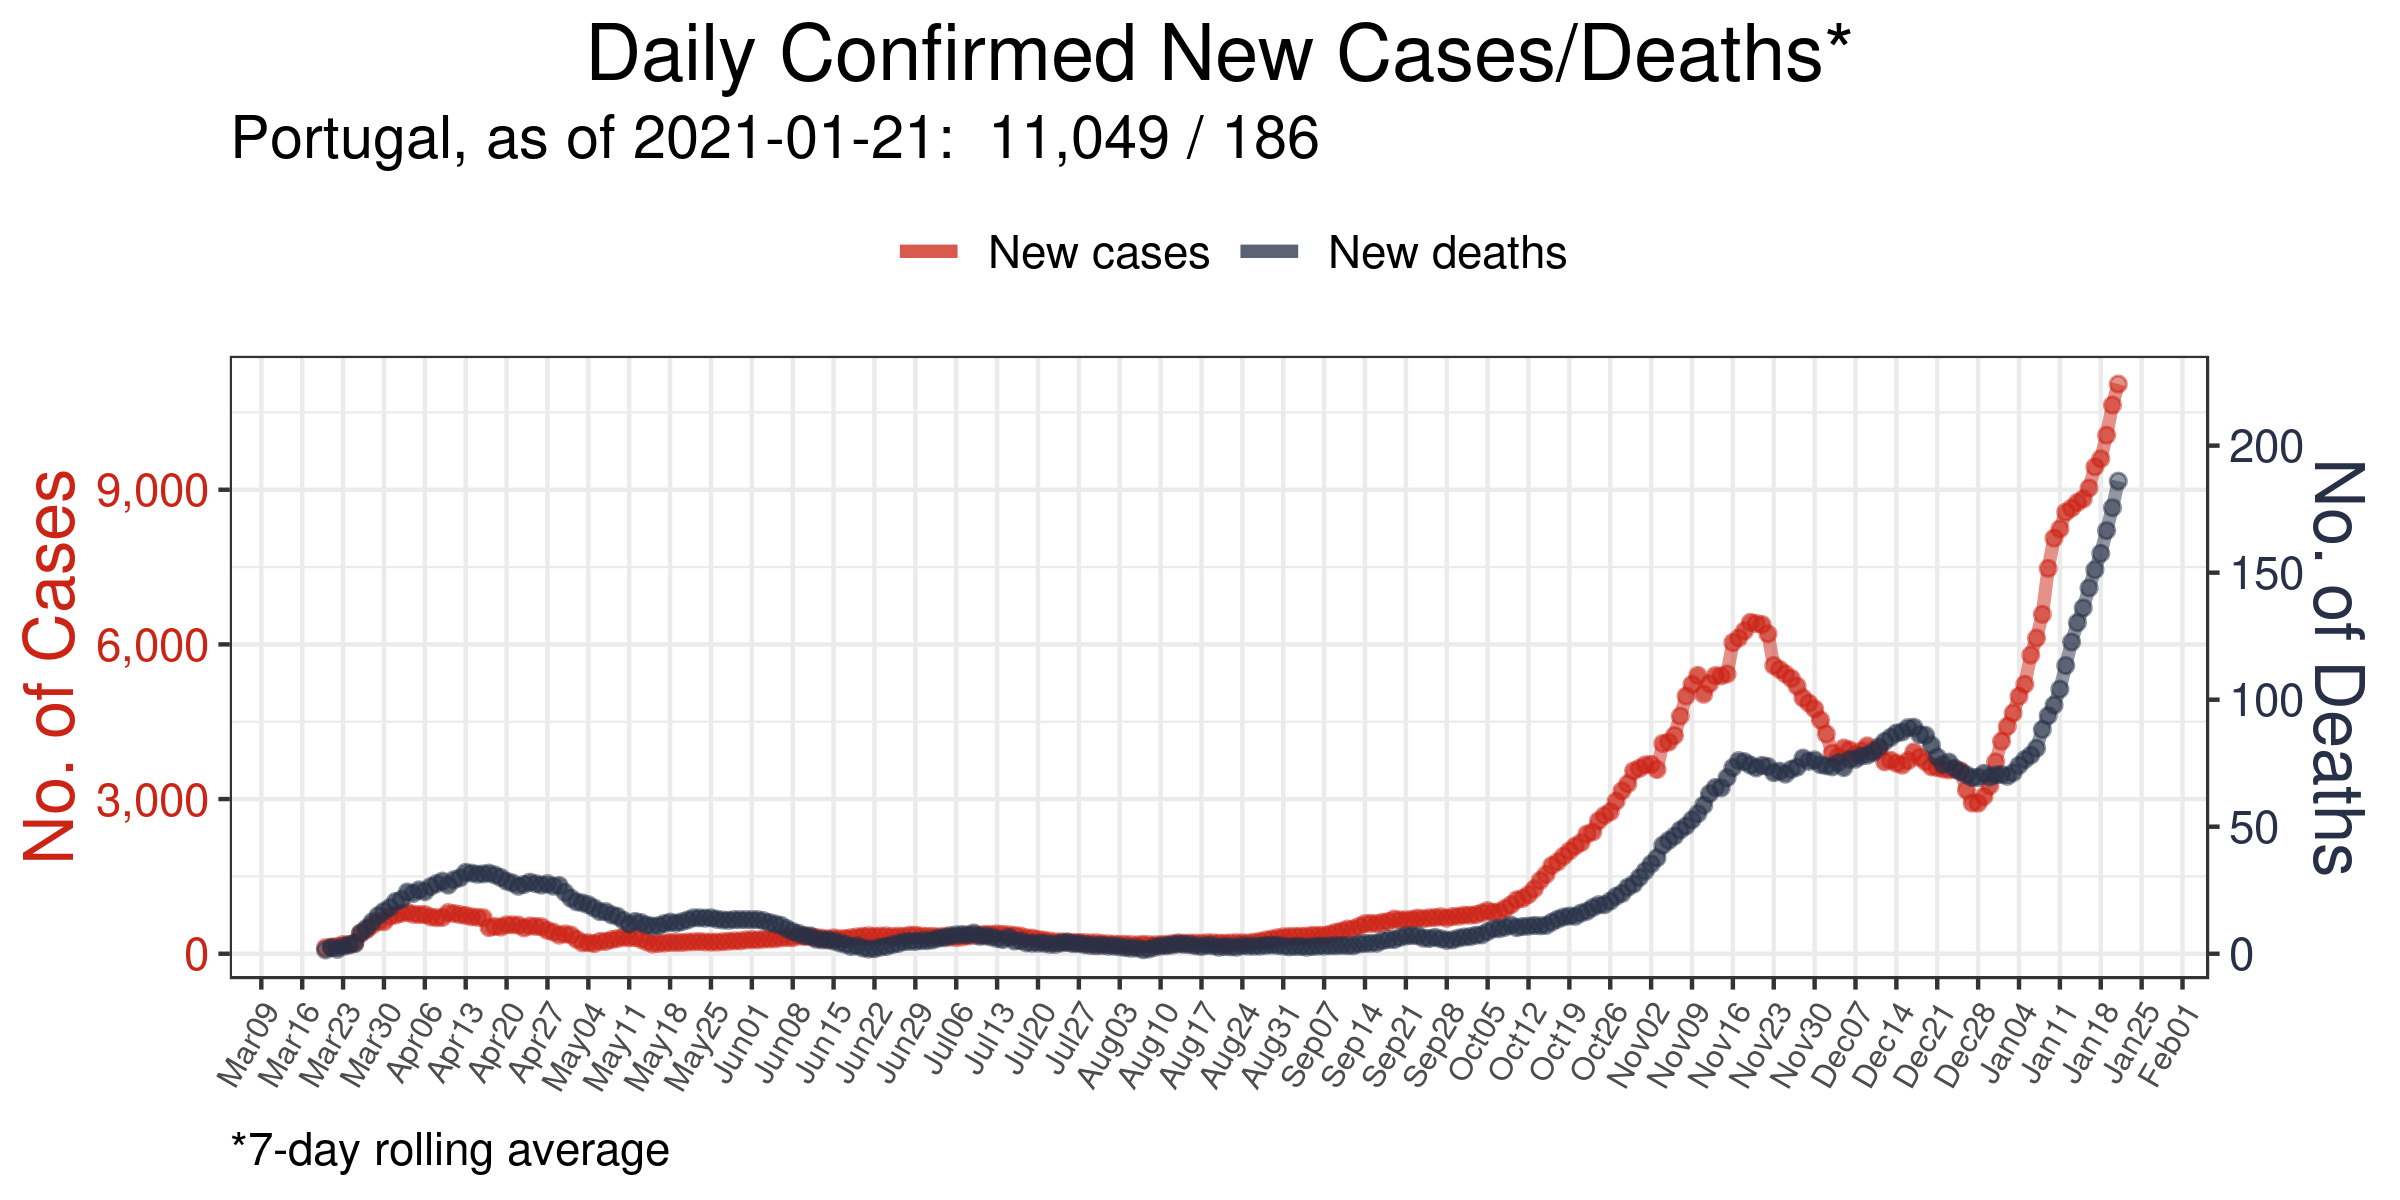 Daily Confirmed New Cases/Deaths*
Portugal, as of 2021-01-21:  11,049 / 186
New cases New deaths
No. of Cases
9,000
6,000
3,000
0
200
150
100
50
0
No. of Deaths
Mar09 Mar16 Mar23 Mar30 Apr06 Apr13 Apr20 Apr27 May04 May11 May18 May25 Jun01 Jun08 Jun15 Jun22 Jun29 Jul06 Jul13 Jul20 Jul27 Aug03 Aug10 Aug17 Aug24 Aug31 Sep07 Sep14 Sep21 Sep28 Oct05 Oct12 Oct19 Oct26 Nov02 Nov09 Nov16 Nov23 Nov30 Dec07 Dec14 Dec21 Dec28 Jan04 Jan11 Jan18 Jan25 Feb01
*7-day rolling average